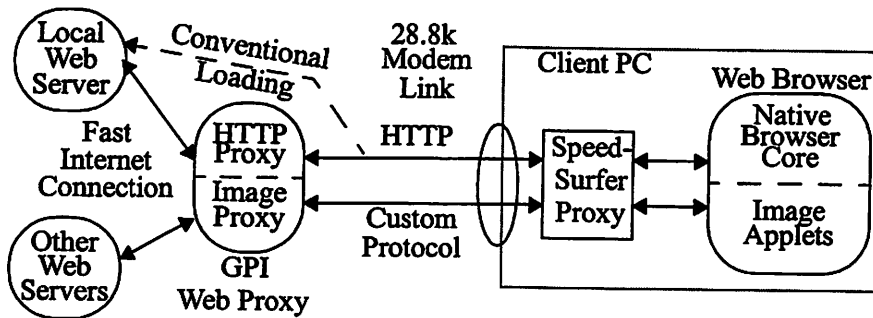 Local
Web
Server
Conventional
Loading
28.8k
Modem
Link
Client PC
Web Browser
Fast
Internet
Connection
HTTP
Proxy
Image
Proxy
HTTP
Custom
Protocol
Speed-
Surfer
Proxy
Native
Browser
Core
Image
Applets
Other
Web
Servers
GPI
Web Proxy